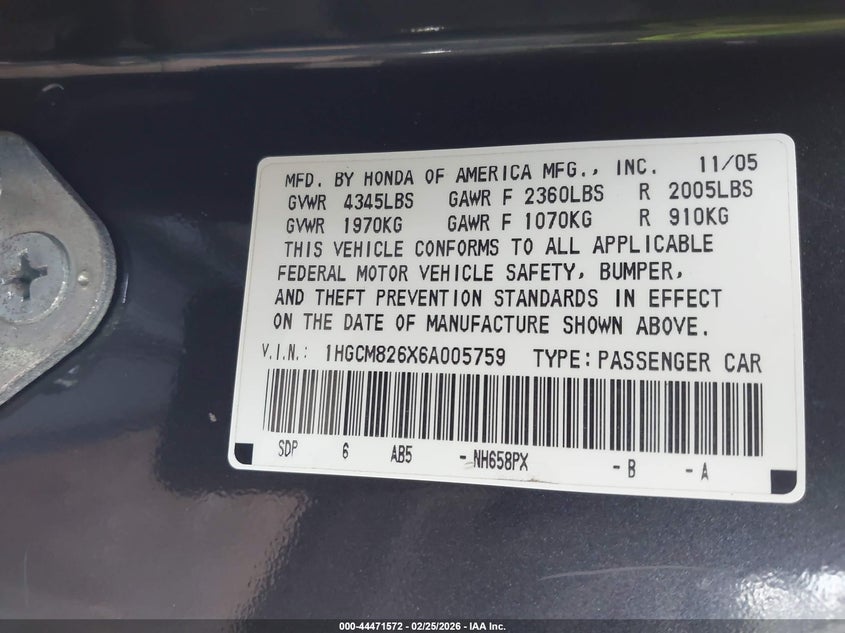 MFD. BY HONDA OF AMERICA MFG., INC. 11/05
GVWR 4345LBS GAWR F 2360LBS R 2005LBS
GVWR 1970KG GAWR F 1070KG R 910KG
THIS VEHICLE CONFORMS TO ALL APPLICABLE
FEDERAL MOTOR VEHICLE SAFETY, BUMPER,
AND THEFT PREVENTION STANDARDS IN EFFECT
ON THE DATE OF MANUFACTURE SHOWN ABOVE.
V.I.N.: 1HGCM826X6A005759 TYPE: PASSENGER CAR
SDP 6 AB5 -NH658PX -B -A
000-44471572 - 02/25/2026 - IAA Inc.